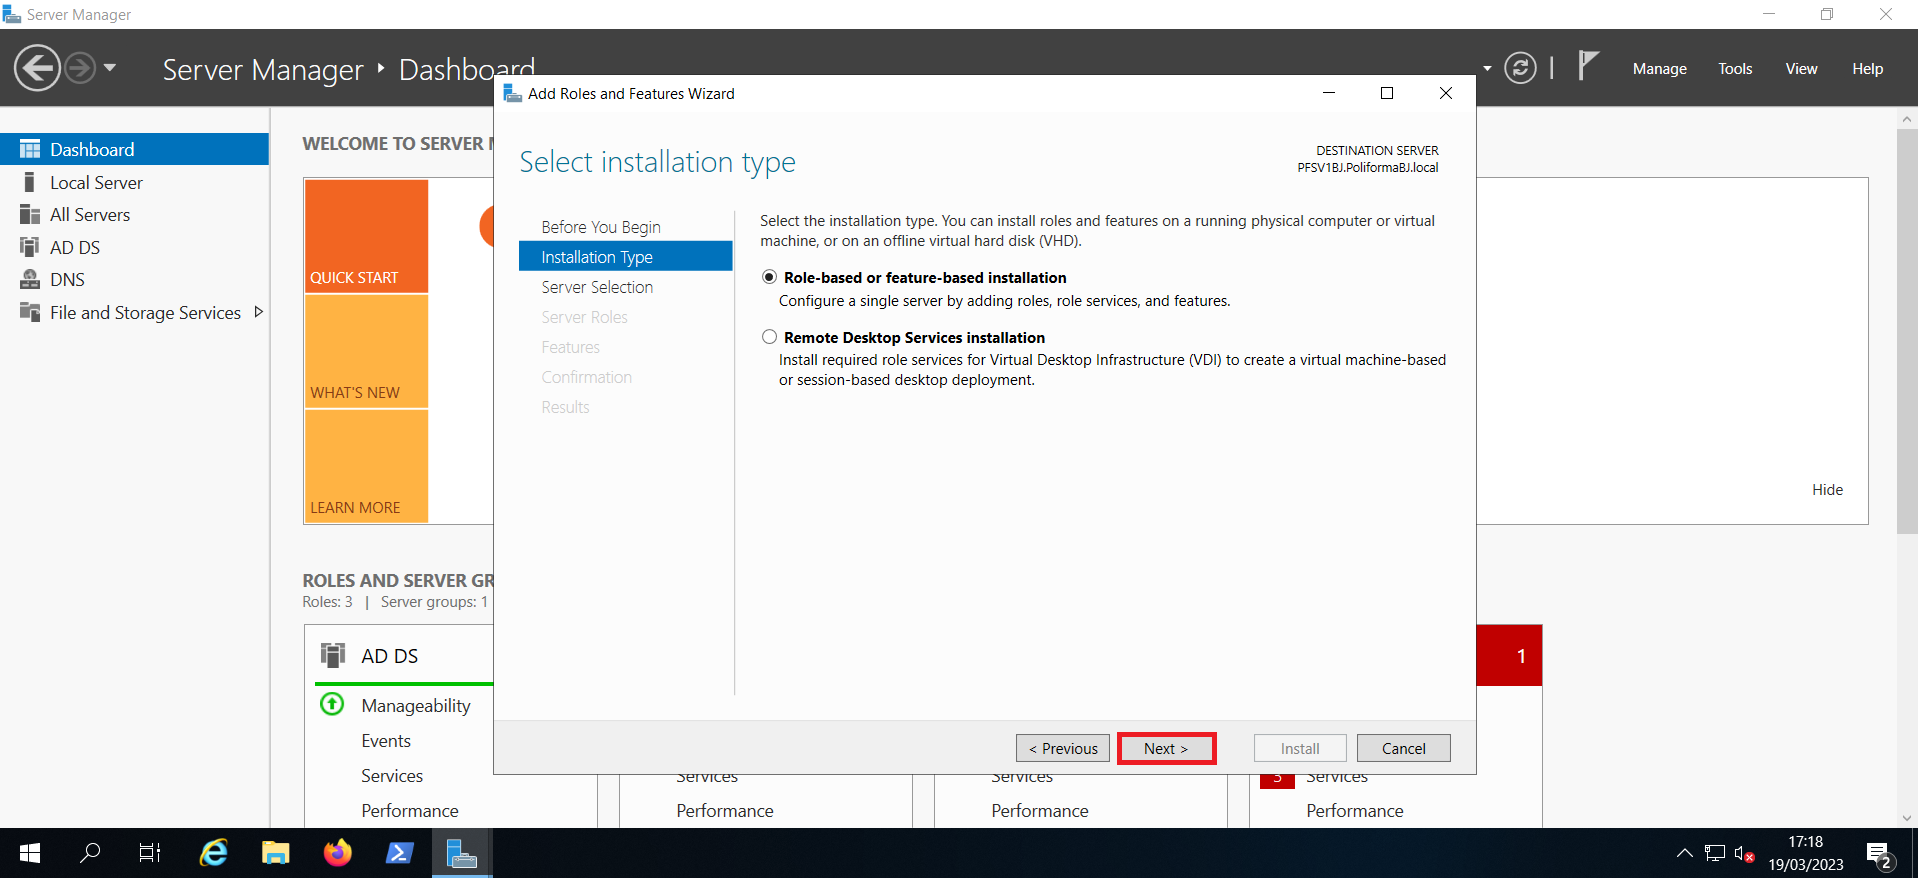 Server Manager
Server Manager ‣ Dashboard
Manage Tools View Help
Dashboard
Local Server
All Servers
AD DS
DNS
File and Storage Services
WELCOME TO SERVER
QUICK START
WHAT'S NEW
LEARN MORE
Hide
ROLES AND SERVER GR
Roles: 3 | Server groups: 1
AD DS
Manageability
Events
Services
Performance
Services
Performance
Services
Performance
1
3 Services
Performance
Add Roles and Features Wizard
Select installation type
DESTINATION SERVER
PFSV1BJ.PoliformaBJ.local
Before You Begin
Installation Type
Server Selection
Server Roles
Features
Confirmation
Results
Select the installation type. You can install roles and features on a running physical computer or virtual
machine, or on an offline virtual hard disk (VHD).
Role-based or feature-based installation
Configure a single server by adding roles, role services, and features.
Remote Desktop Services installation
Install required role services for Virtual Desktop Infrastructure (VDI) to create a virtual machine-based
or session-based desktop deployment.
< Previous Next > Install Cancel
17:18
19/03/2023
2